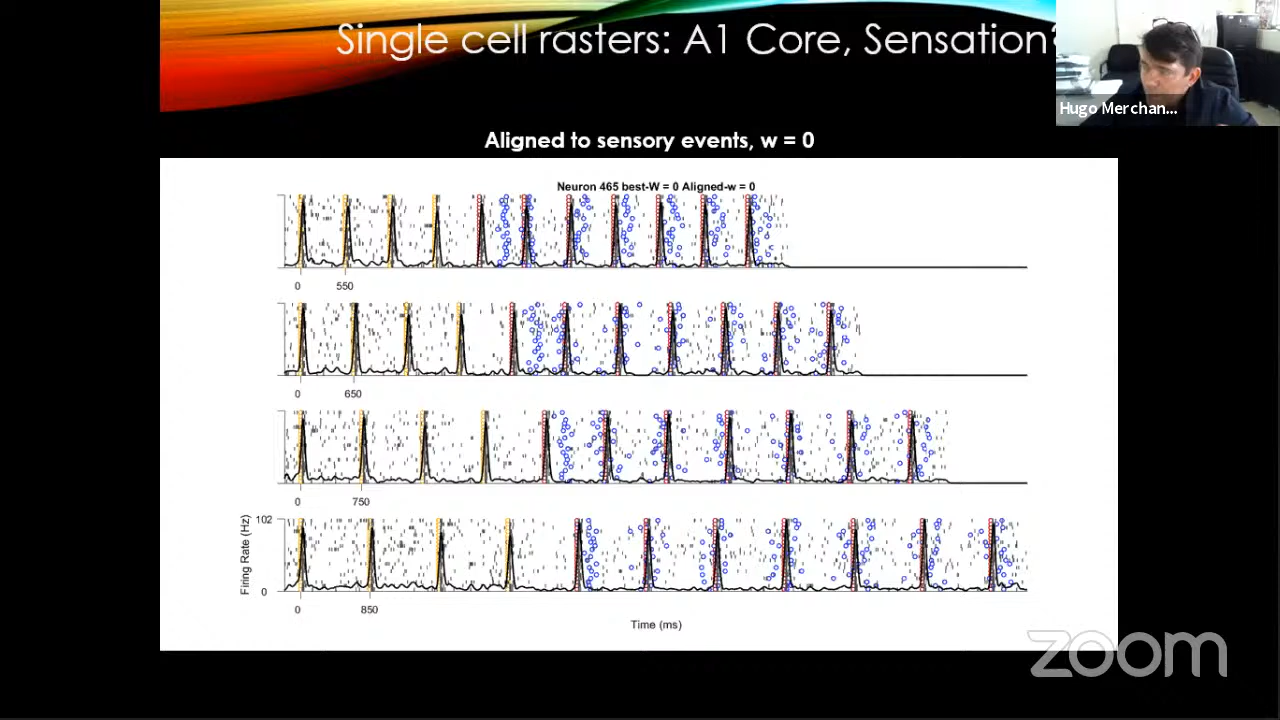 Single cell rasters: A1 Core, Sensation?
Hugo Merchan...
Aligned to sensory events, w = 0
Neuron 465 best-W = 0 Aligned-w = 0
0 550
0 650
0 750
Firing Rate (Hz)
102
0
0 850
Time (ms)
zoom